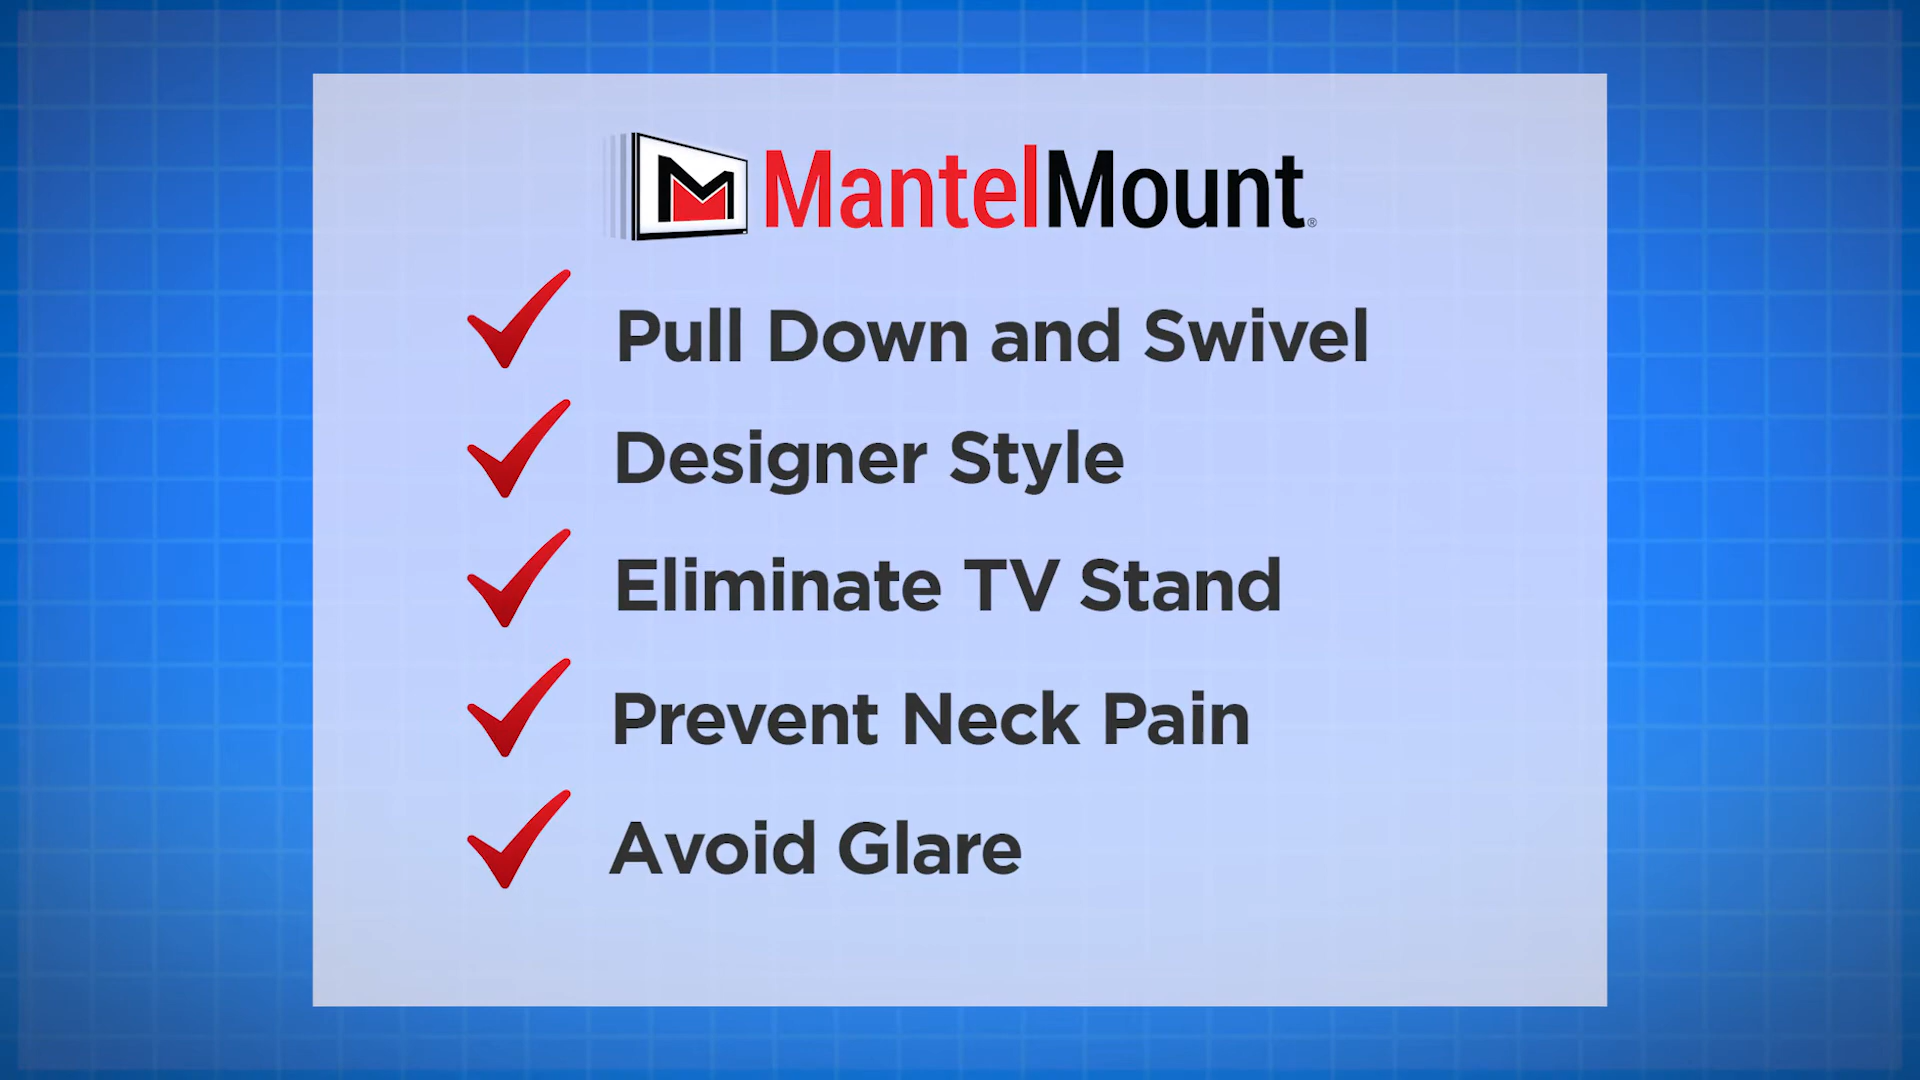 MantelMount®
Pull Down and Swivel
Designer Style
Eliminate TV Stand
Prevent Neck Pain
Avoid Glare